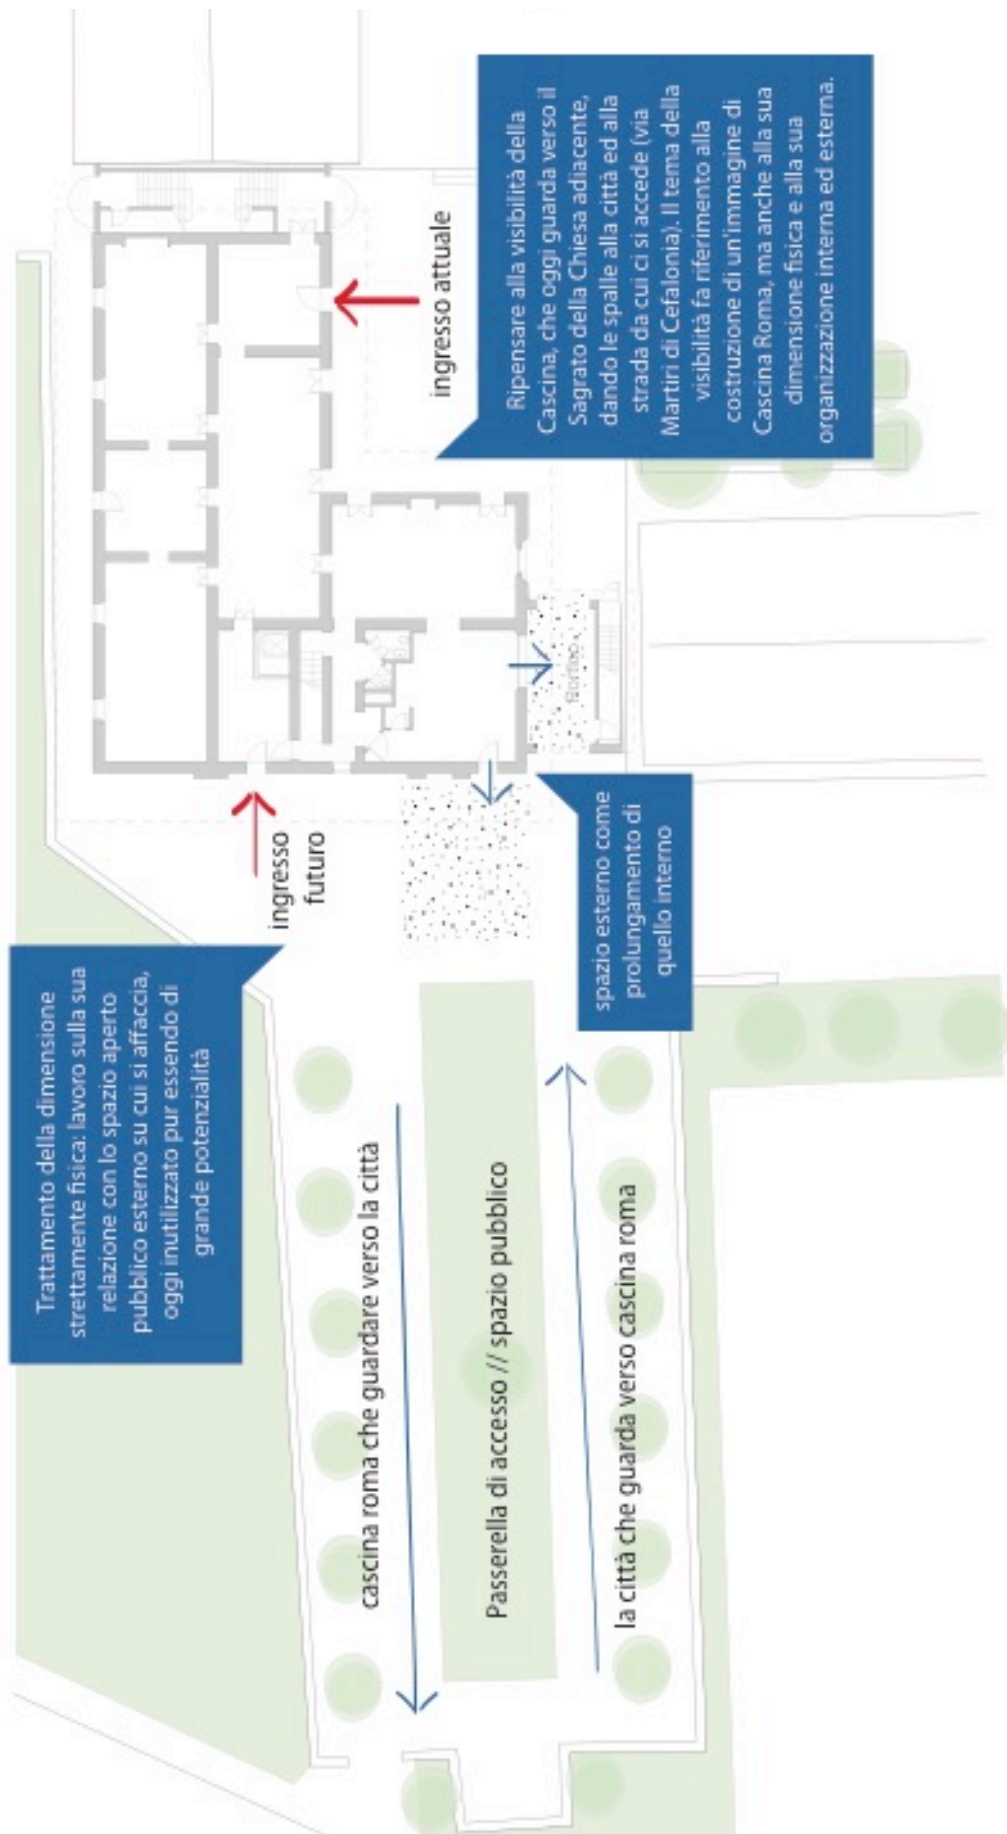 Trattamento della dimensione
strettamente fisica: lavoro sulla sua
relazione con lo spazio aperto
pubblico esterno su cui si affaccia,
oggi inutilizzato pur essendo di
grande potenzialità
ingresso
futuro
ingresso attuale
Ripensare alla visibilità della
Cascina, che oggi guarda verso il
Sagrato della Chiesa adiacente,
dando le spalle alla città ed alla
strada da cui ci si accede (via
Martiri di Cefalonia). Il tema della
visibilità fa riferimento alla
costruzione di un'immagine di
Cascina Roma, ma anche alla sua
dimensione fisica e alla sua
organizzazione interna ed esterna.
cascina roma che guardare verso la città
Passerella di accesso // spazio pubblico
la città che guarda verso cascina roma
spazio esterno come
prolungamento di
quello interno